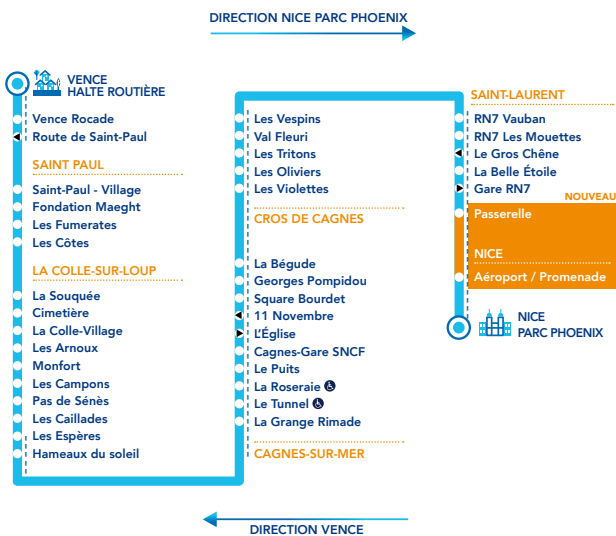 DIRECTION NICE PARC PHOENIX
VENCE
HALTE ROUTIÈRE
Vence Rocade
Route de Saint-Paul
SAINT PAUL
Saint-Paul - Village
Fondation Maeght
Les Fumerates
Les Côtes
LA COLLE-SUR-LOUP
La Souquée
Cimetière
La Colle-Village
Les Arnoux
Monfort
Les Campons
Pas de Sénès
Les Caillades
Les Espères
Hameaux du soleil
Les Vespins
Val Fleuri
Les Tritons
Les Oliviers
Les Violettes
CROS DE CAGNES
La Bégude
Georges Pompidou
Square Bourdet
11 Novembre
L'Église
Cagnes-Gare SNCF
Le Puits
La Roseraie
Le Tunnel
La Grange Rimade
CAGNES-SUR-MER
SAINT-LAURENT
RN7 Vauban
RN7 Les Mouettes
Le Gros Chêne
La Belle Étoile
Gare RN7
NOUVEAU
Passerelle
NICE
Aéroport / Promenade
NICE
PARC PHOENIX
DIRECTION VENCE